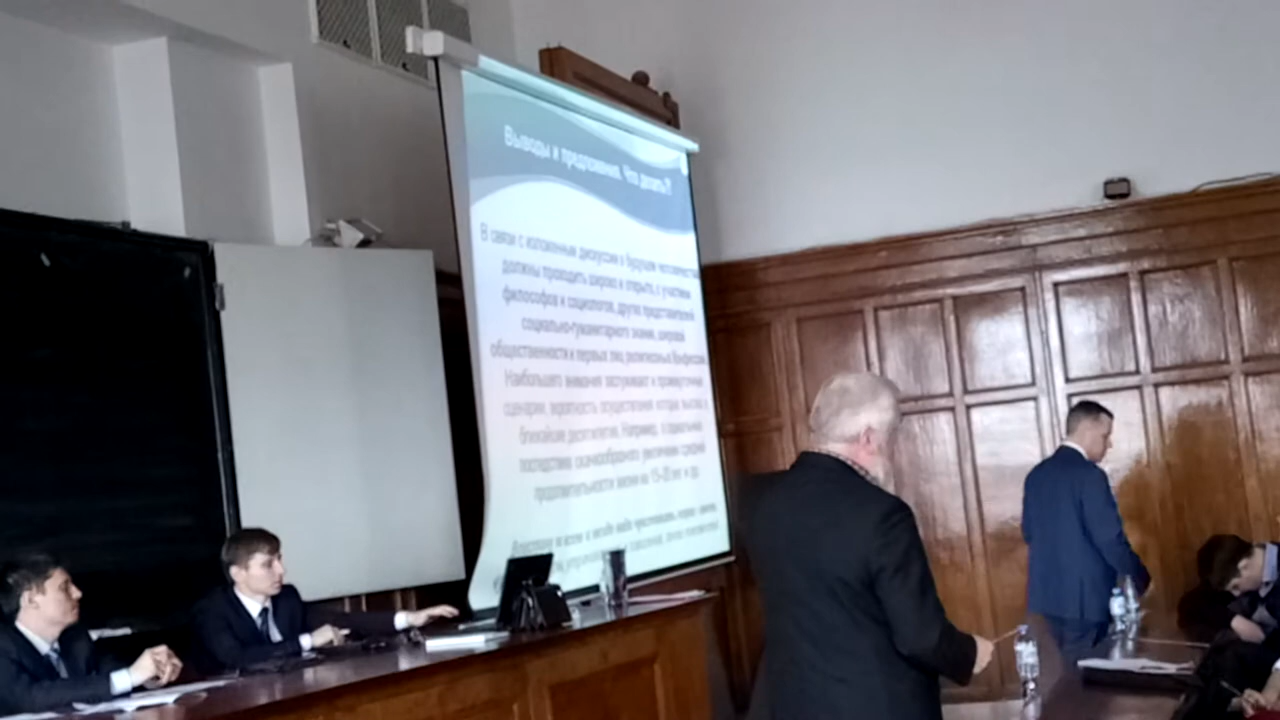 Выводы и предложения. Что делать?!
В связи с изложенным дискуссии о будущем человечества
должны проходить широко и открыто, с участием
философов и социологов, других представителей
социально-гуманитарного знания, широкой
общественности и первых лиц религиозных
Наибольшего внимания заслуживают и промежуточные
сценарии, вероятность осуществления которых высока в
ближайшие десятилетия. Например, о социальных
последствиях скачкообразного увеличения средней
продолжительности жизни на 15-20 лет и др.